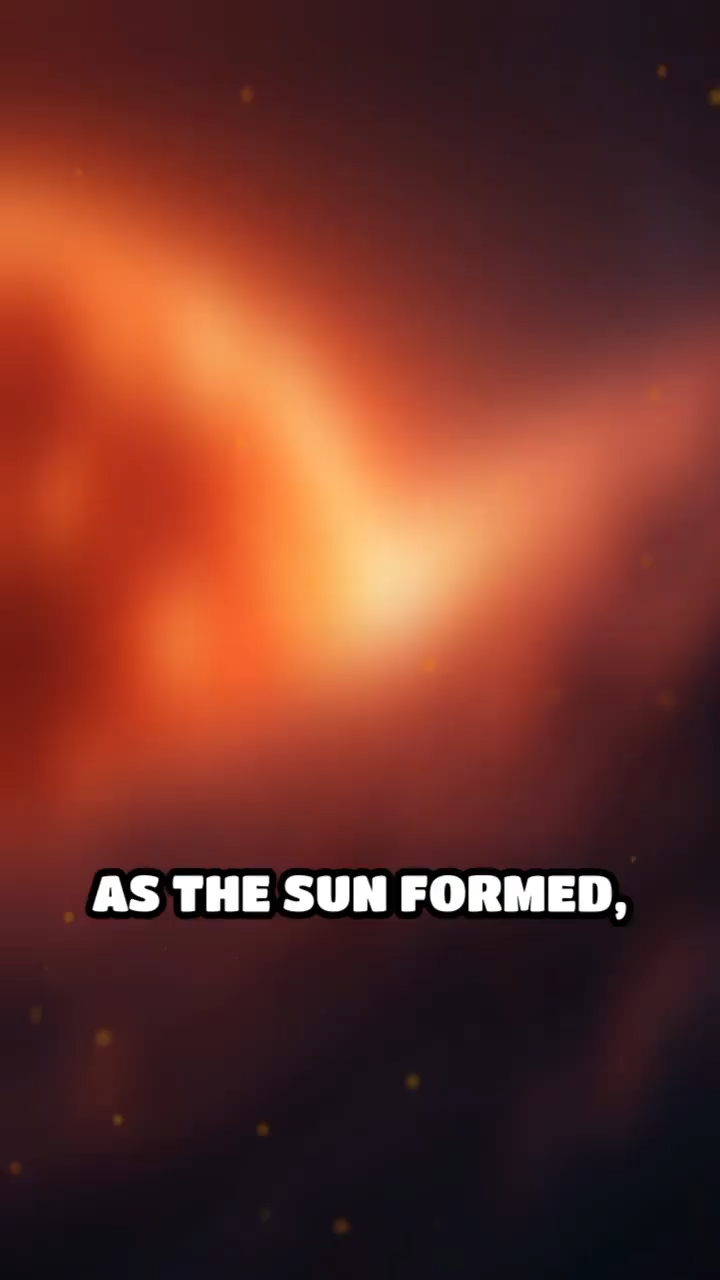 AS THE SUN FORMED,